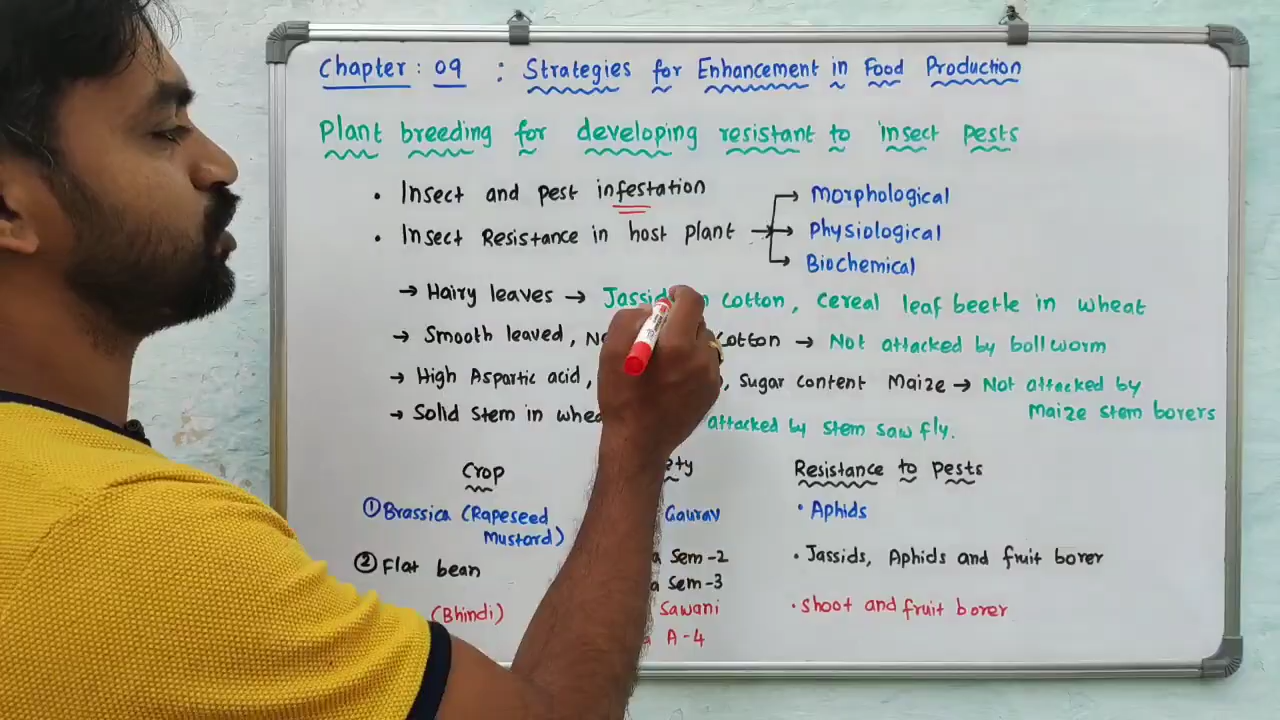 Chapter : 09 : Strategies for Enhancement in Food Production
Plant breeding for developing resistant to insect pests
• Insect and pest infestation
• Insect Resistance in host plant → Morphological
Physiological
Biochemical
→ Hairy leaves → cotton, cereal leaf beetle in wheat
→ Smooth leaved, cotton → Not attacked by bollworm
→ High Aspartic acid, , Sugar content Maize → Not attacked by
Maize stem borers
→ Solid Stem in attacked by stem saw fly.
Crop Resistance to pests
① Brassica (Rapeseed Gaurav • Aphids
Mustard)
② Flat bean Sem-2 • Jassids, Aphids and fruit borer
Sem-3
(Bhindi) Sawani • Shoot and fruit borer
A-4